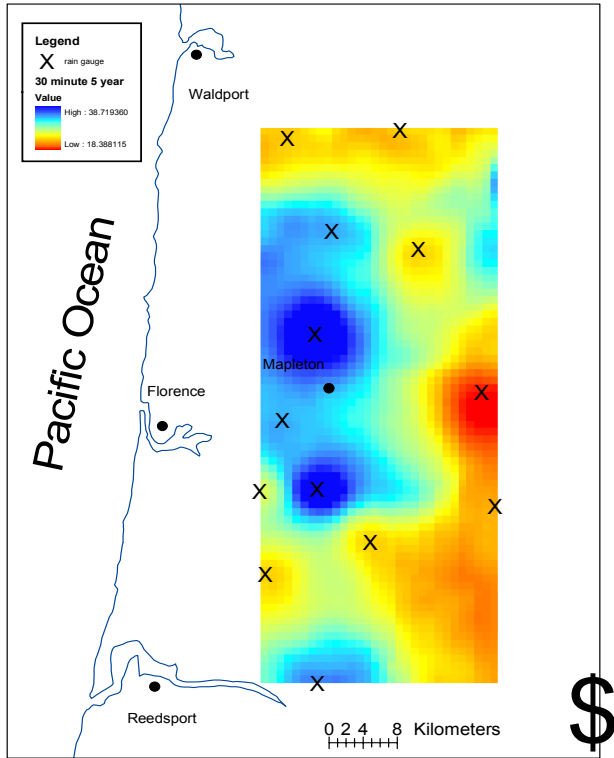 Legend
X rain gauge
30 minute 5 year
Value
High : 38.719360
Low : 18.388115
Waldport
Pacific Ocean
Mapleton
Florence
Reedsport
0 2 4 8 Kilometers
$